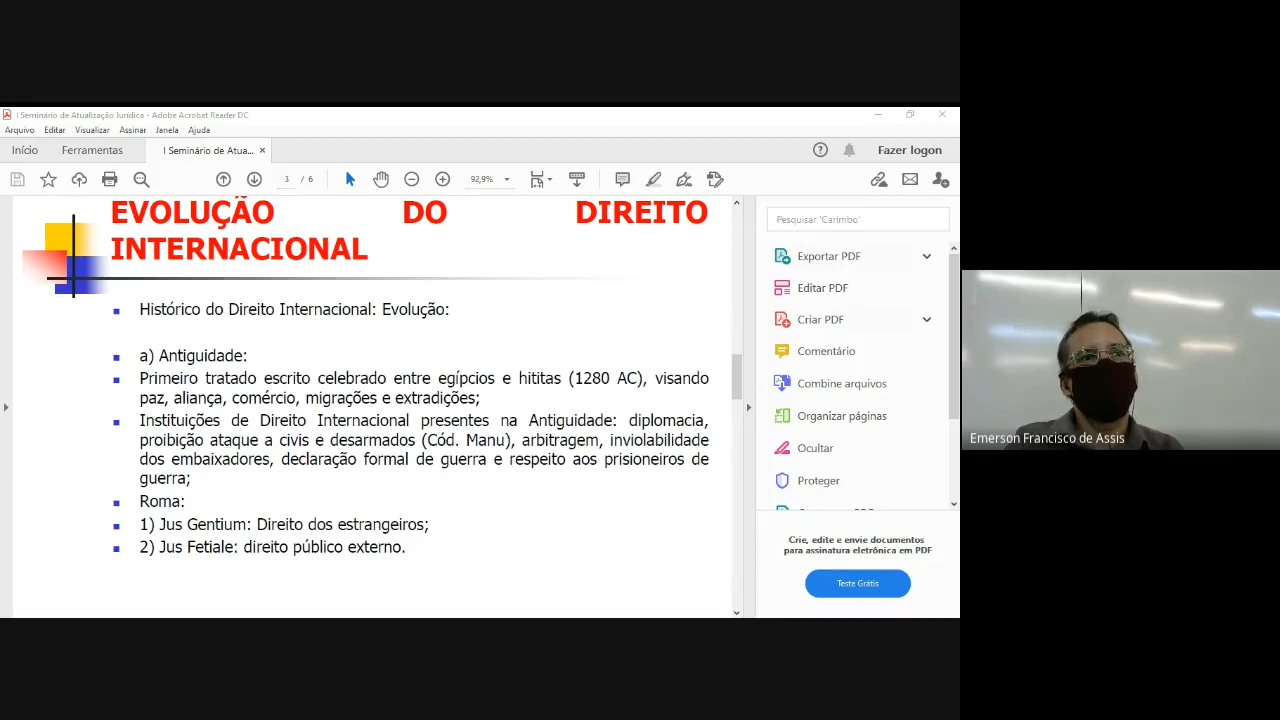 I Seminário de Atualização Jurídica - Adobe Acrobat Reader DC
Arquivo Editar Visualizar Assinar Janela Ajuda
Início Ferramentas I Seminário de Atua... × Fazer logon
3 / 6 92,9%
EVOLUÇÃO DO DIREITO
INTERNACIONAL
Histórico do Direito Internacional: Evolução:
a) Antiguidade:
Primeiro tratado escrito celebrado entre egípcios e hititas (1280 AC), visando
paz, aliança, comércio, migrações e extradições;
Instituições de Direito Internacional presentes na Antiguidade: diplomacia,
proibição ataque a civis e desarmados (Cód. Manu), arbitragem, inviolabilidade
dos embaixadores, declaração formal de guerra e respeito aos prisioneiros de
guerra;
Roma:
1) Jus Gentium: Direito dos estrangeiros;
2) Jus Fetiale: direito público externo.
Pesquisar 'Carimbo'
Exportar PDF
Editar PDF
Criar PDF
Comentário
Combine arquivos
Organizar páginas
Ocultar
Proteger
Crie, edite e envie documentos
para assinatura eletrônica em PDF
Teste Grátis
Emerson Francisco de Assis